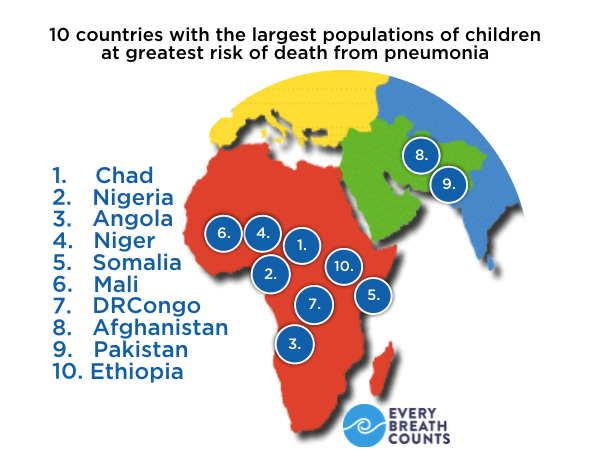 10 countries with the largest populations of children
at greatest risk of death from pneumonia
1. Chad
2. Nigeria
3. Angola
4. Niger
5. Somalia
6. Mali
7. DRCongo
8. Afghanistan
9. Pakistan
10. Ethiopia
8.
9.
6.
4.
1.
2.
10.
5.
7.
3.
EVERY
BREATH
COUNTS